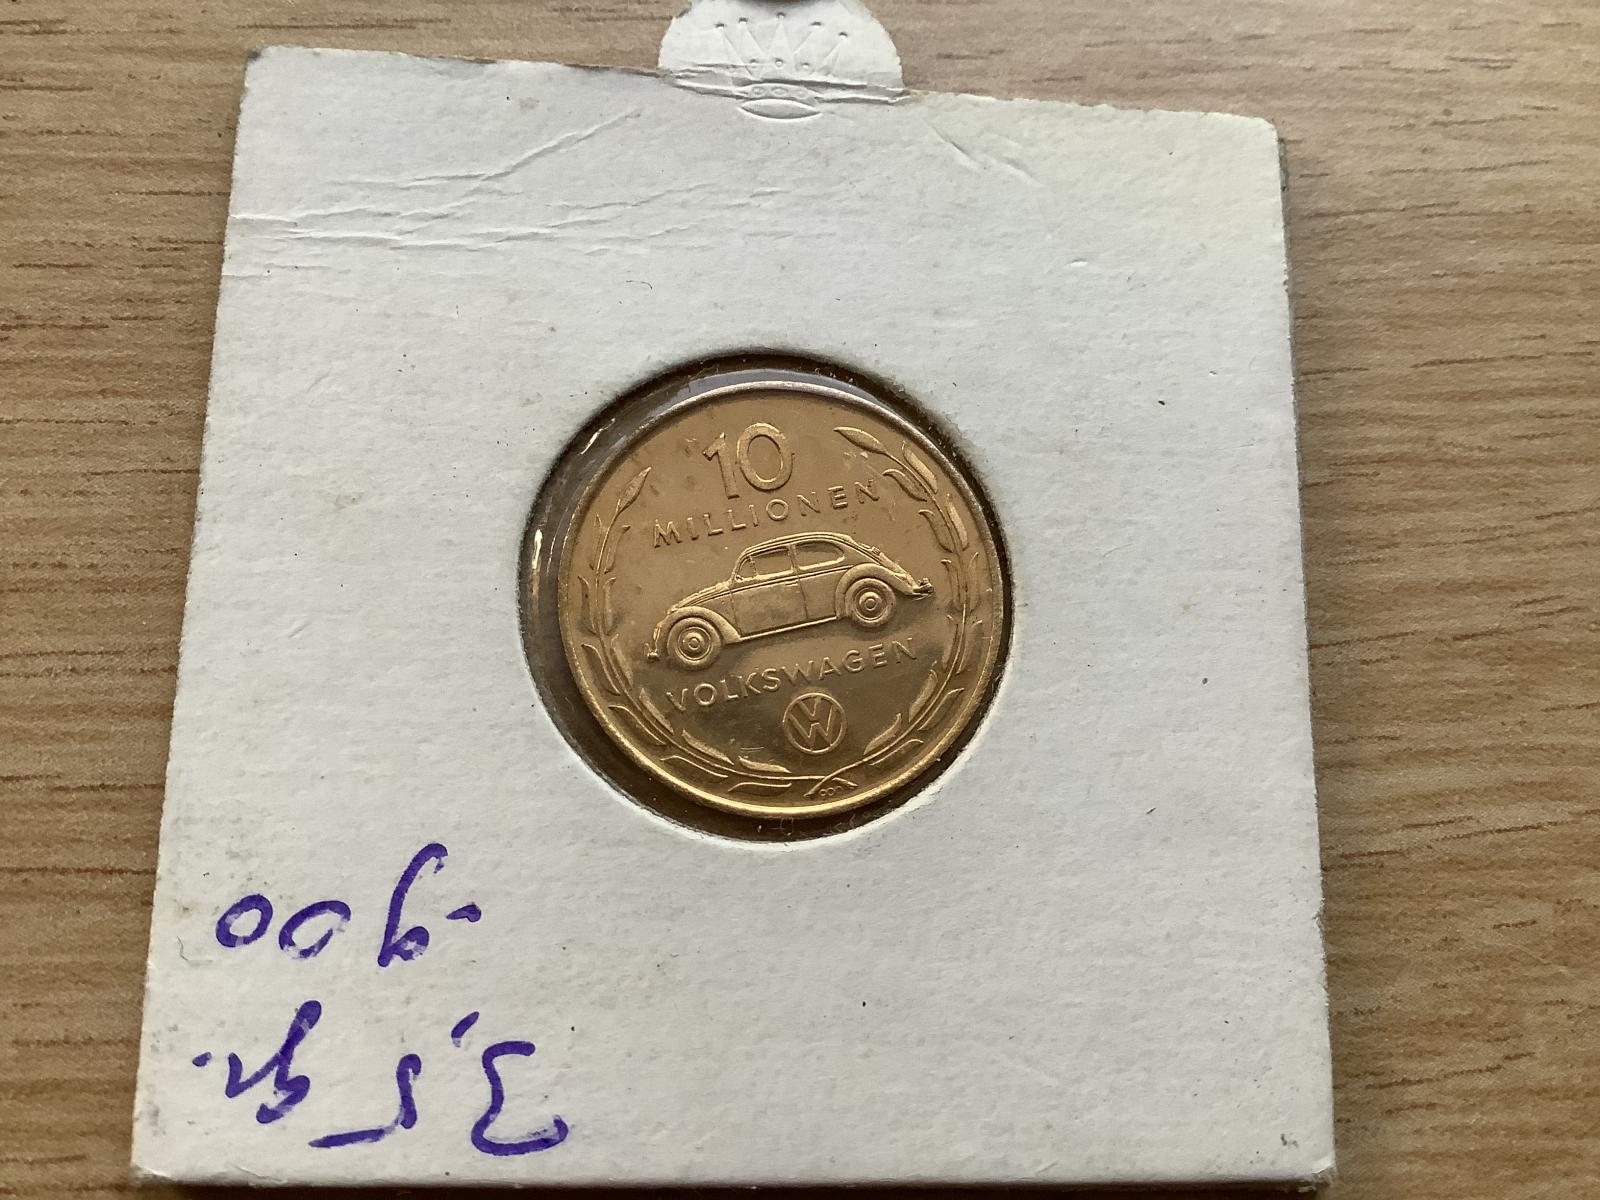 10
MILLIONEN
VOLKSWAGEN
VW
3,5 gr.
.900